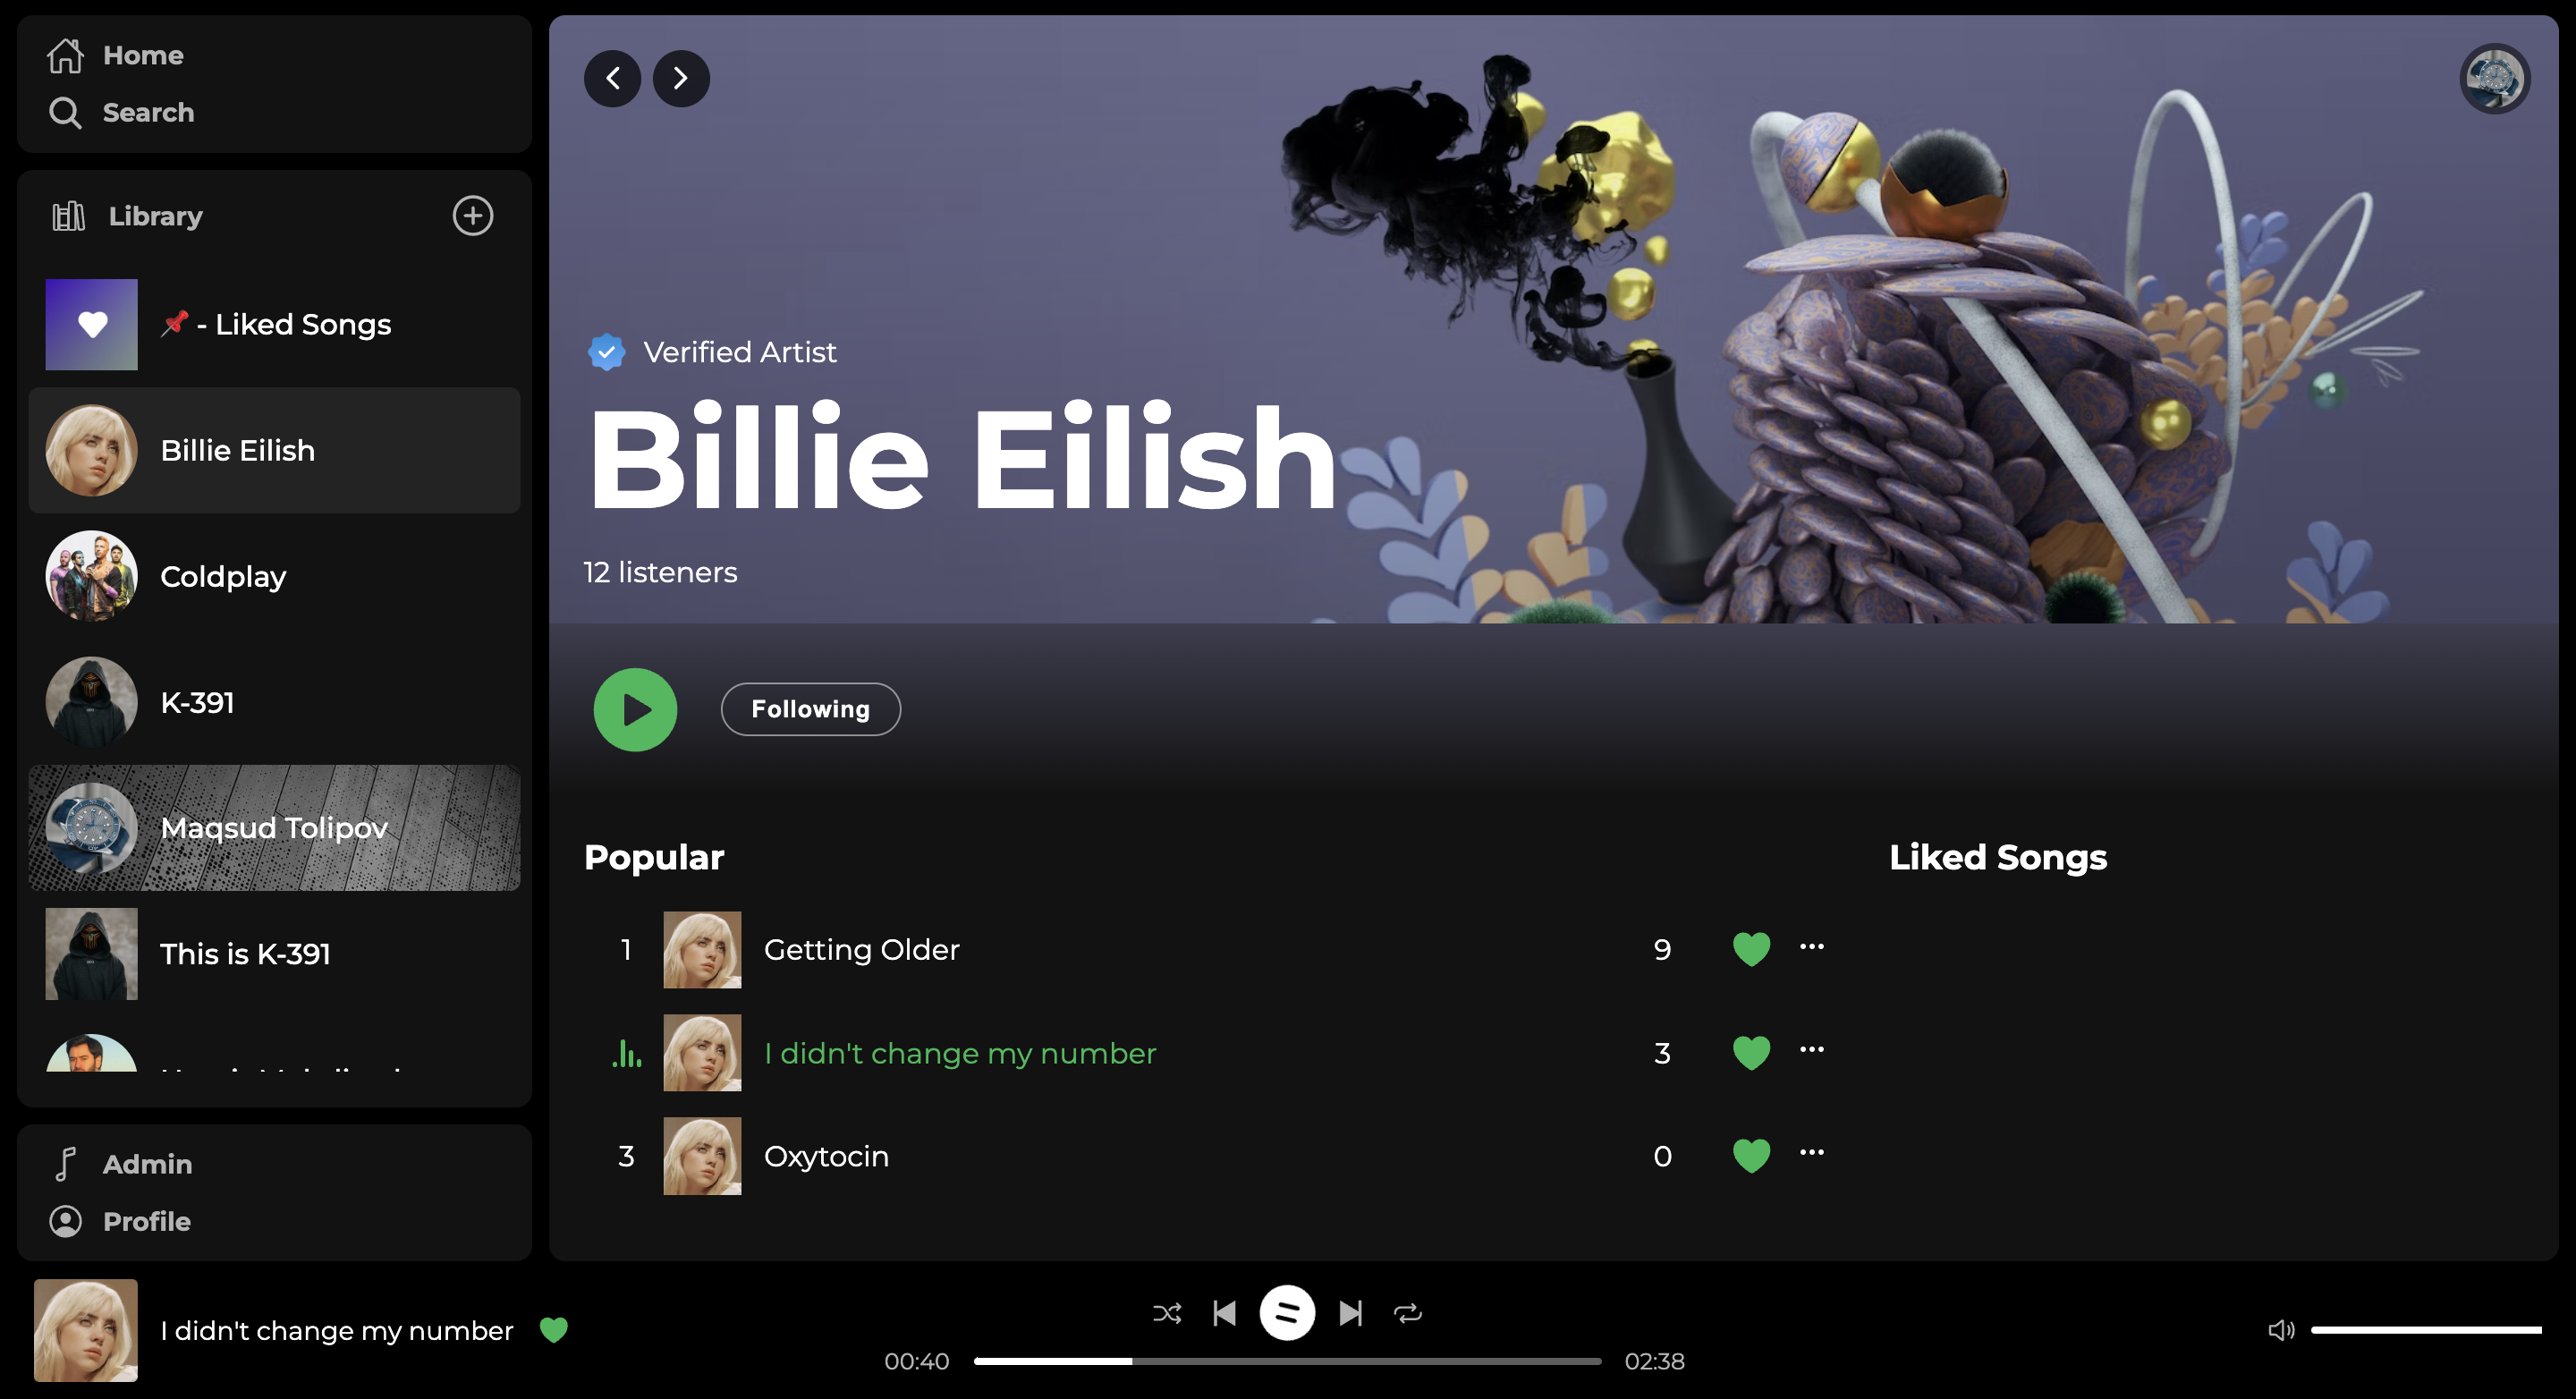 Home
Search
Library
- Liked Songs
Billie Eilish
Coldplay
K-391
Maqsud Tolipov
This is K-391
Admin
Profile
Verified Artist
Billie Eilish
12 listeners
Following
Popular
Liked Songs
1 Getting Older 9
I didn't change my number 3
3 Oxytocin 0
I didn't change my number
00:40 02:38